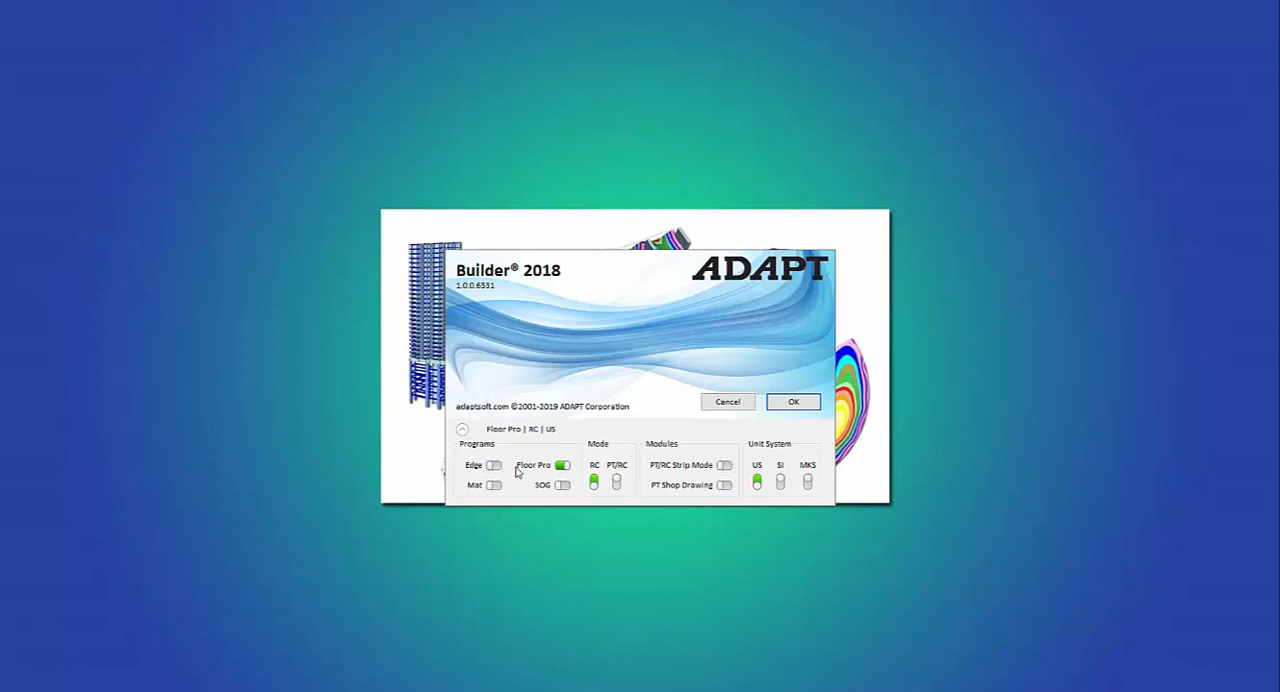 Builder® 2018
ADAPT
1.0.0.6331
Cancel
OK
adaptsoft.com ©2001-2019 ADAPT Corporation
Floor Pro | RC | US
Programs
Mode
Modules
Unit System
Edge
Floor Pro
RC
PT/RC
PT/RC Strip Mode
US
SI
MKS
Mat
SOG
PT Shop Drawing